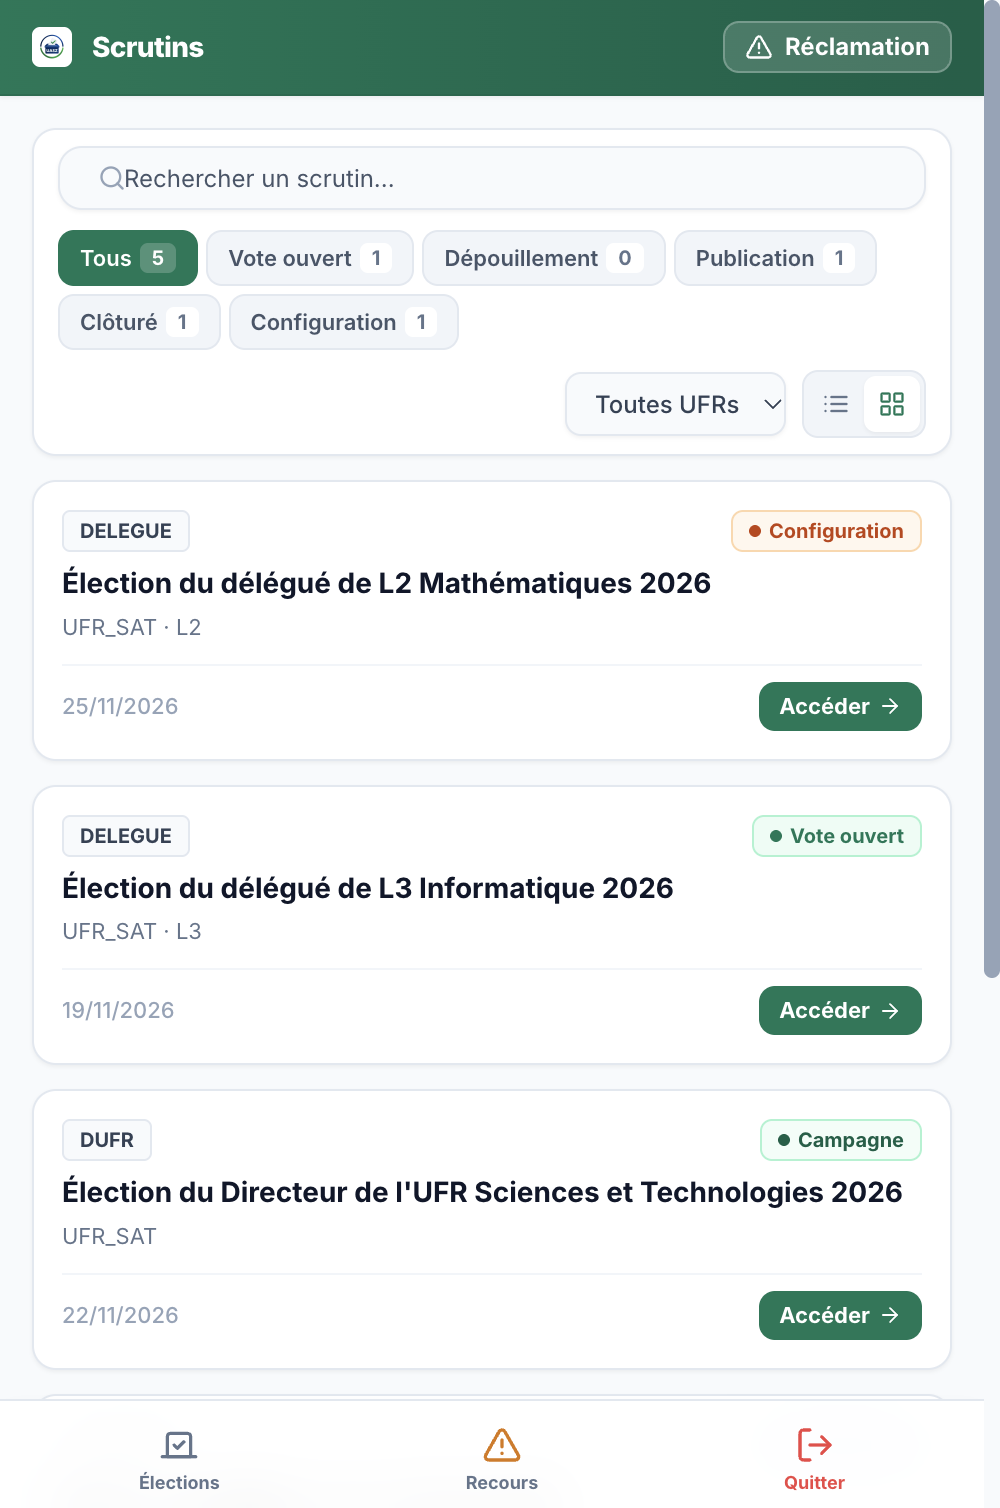 Scrutins
Réclamation
Rechercher un scrutin...
Tous 5
Vote ouvert 1
Dépouillement 0
Publication 1
Clôturé 1
Configuration 1
Toutes UFRs
DELEGUE
Configuration
Élection du délégué de L2 Mathématiques 2026
UFR_SAT · L2
25/11/2026
Accéder →
DELEGUE
Vote ouvert
Élection du délégué de L3 Informatique 2026
UFR_SAT · L3
19/11/2026
Accéder →
DUFR
Campagne
Élection du Directeur de l'UFR Sciences et Technologies 2026
UFR_SAT
22/11/2026
Accéder →
Élections
Recours
Quitter